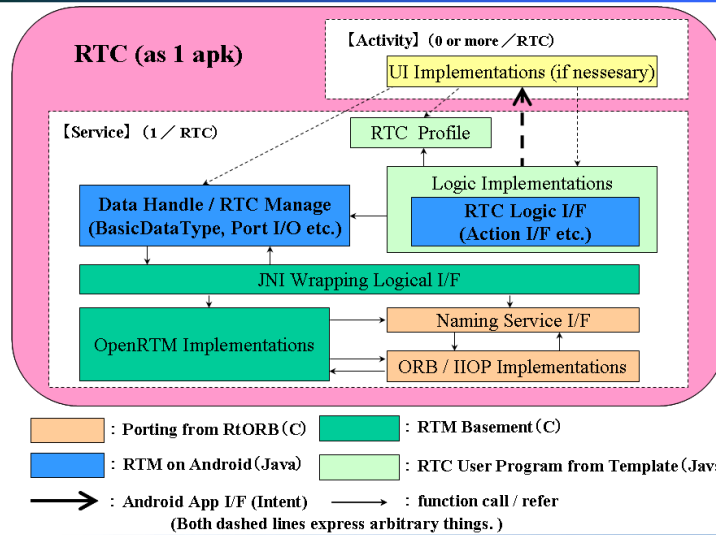 RTC (as 1 apk)
【Activity】 (0 or more／RTC)
UI Implementations (if nessesary)
【Service】 (1 ／ RTC)
RTC Profile
Logic Implementations
RTC Logic I/F
(Action I/F etc.)
Data Handle / RTC Manage
(BasicDataType, Port I/O etc.)
JNI Wrapping Logical I/F
OpenRTM Implementations
Naming Service I/F
ORB / IIOP Implementations
: Porting from RtORB(C)
: RTM Basement(C)
: RTM on Android(Java)
: RTC User Program from Template(Jav
: Android App I/F (Intent)
: function call / refer
(Both dashed lines express arbitrary things. )